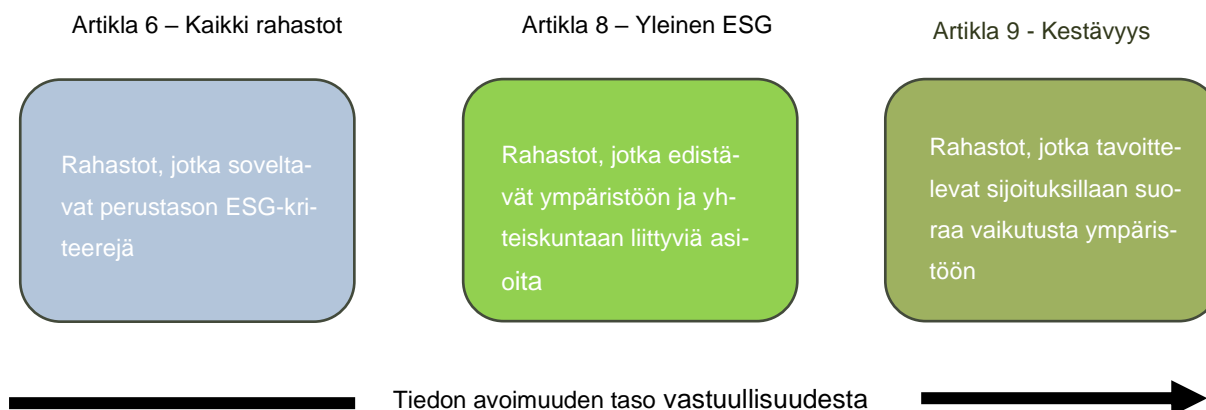 Artikla 6 – Kaikki rahastot
Artikla 8 – Yleinen ESG
Artikla 9 - Kestävyys
Rahastot, jotka sovelta-
vat perustason ESG-kri-
teerejä
Rahastot, jotka edistä-
vät ympäristöön ja yh-
teiskuntaan liittyviä asi-
oita
Rahastot, jotka tavoitte-
levat sijoituksillaan suo-
raa vaikutusta ympäris-
töön
Tiedon avoimuuden taso vastuullisuudesta